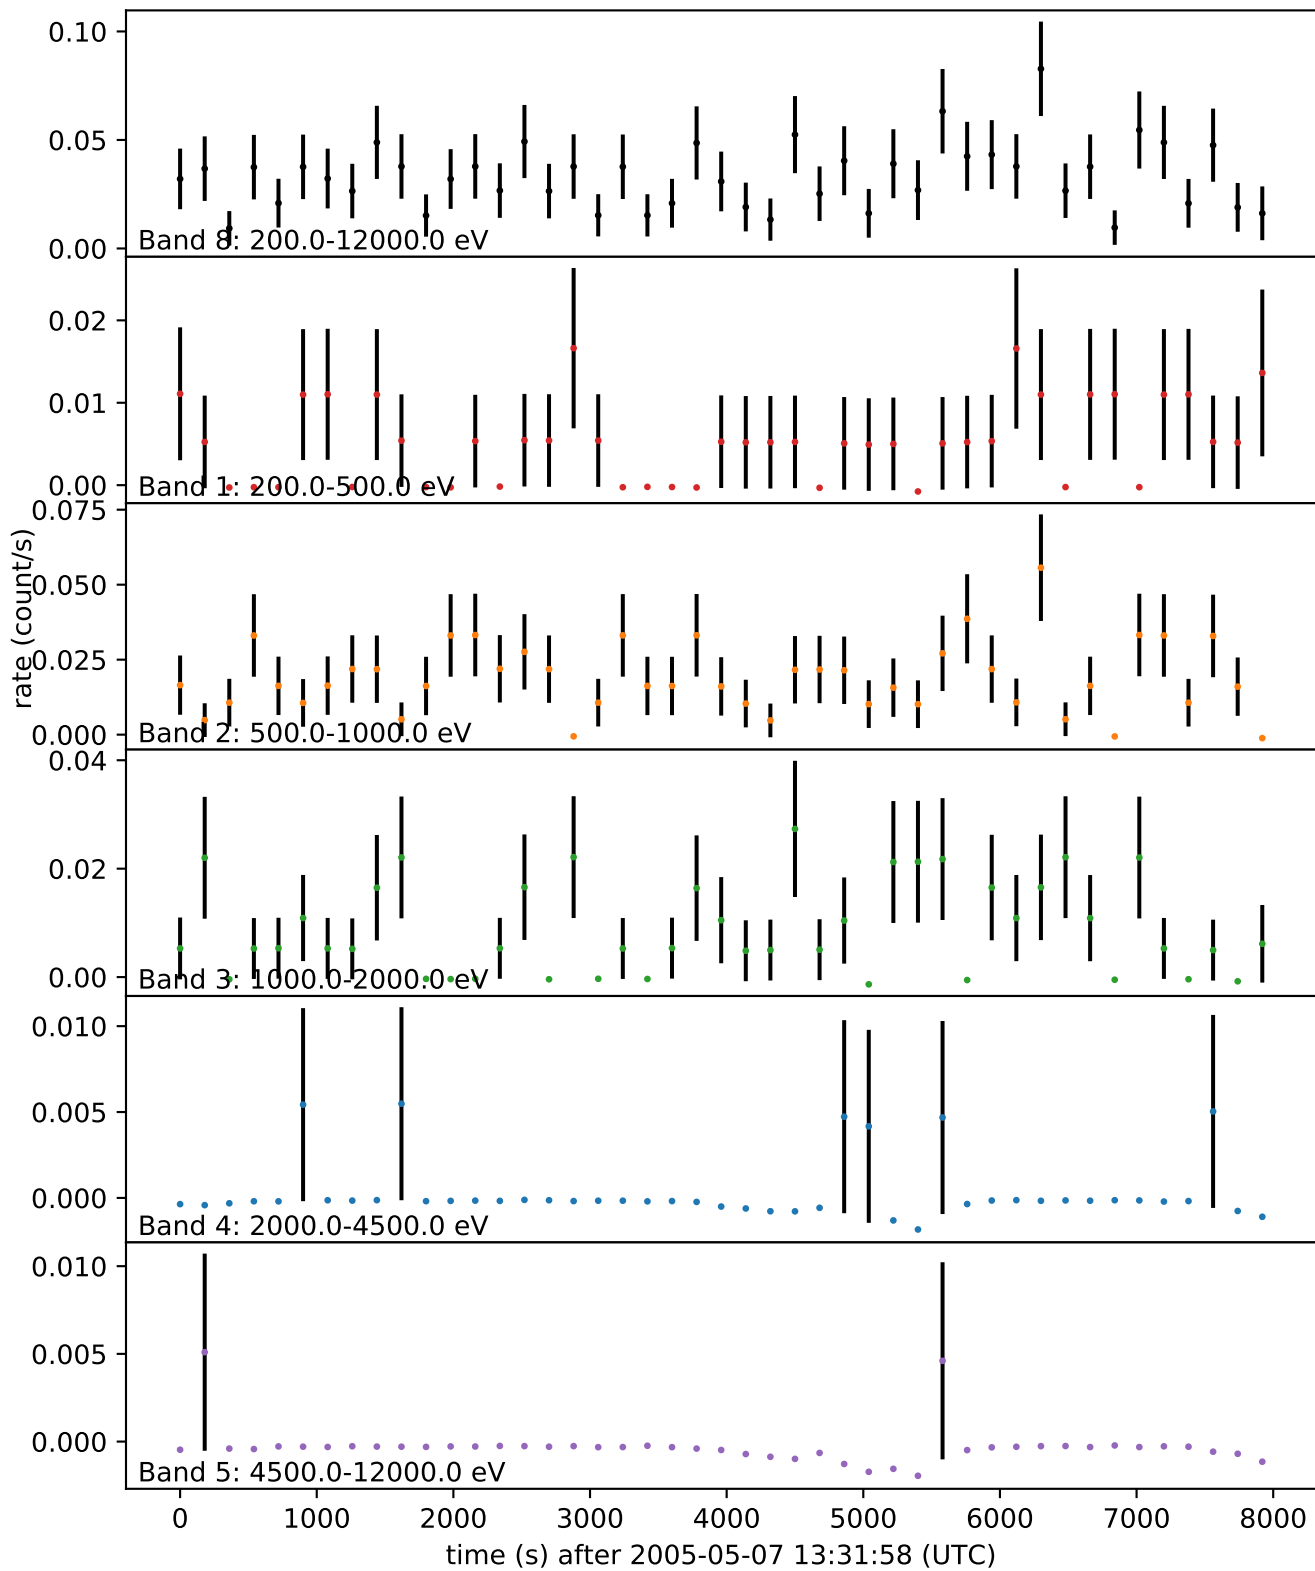 0.10
0.05
0.00
Band 8: 200.0-12000.0 eV
0.02
0.01
0.00
Band 1: 200.0-500.0 eV
rate (count/s)
0.075
0.050
0.025
0.000
Band 2: 500.0-1000.0 eV
0.04
0.02
0.00
Band 3: 1000.0-2000.0 eV
0.010
0.005
0.000
Band 4: 2000.0-4500.0 eV
0.010
0.005
0.000
Band 5: 4500.0-12000.0 eV
0 1000 2000 3000 4000 5000 6000 7000 8000
time (s) after 2005-05-07 13:31:58 (UTC)